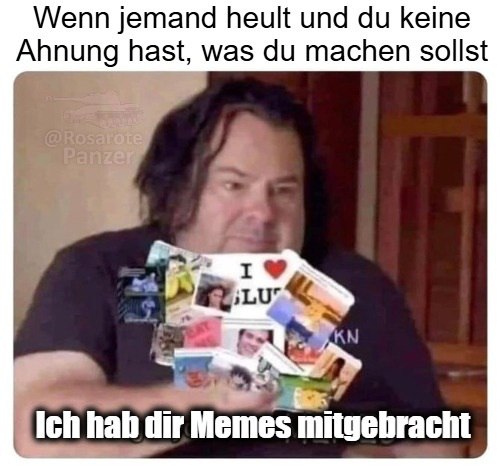 Wenn jemand heult und du keine
Ahnung hast, was du machen sollst
@Rosarote
Panzer
I ❤
KN
Ich hab dir Memes mitgebracht